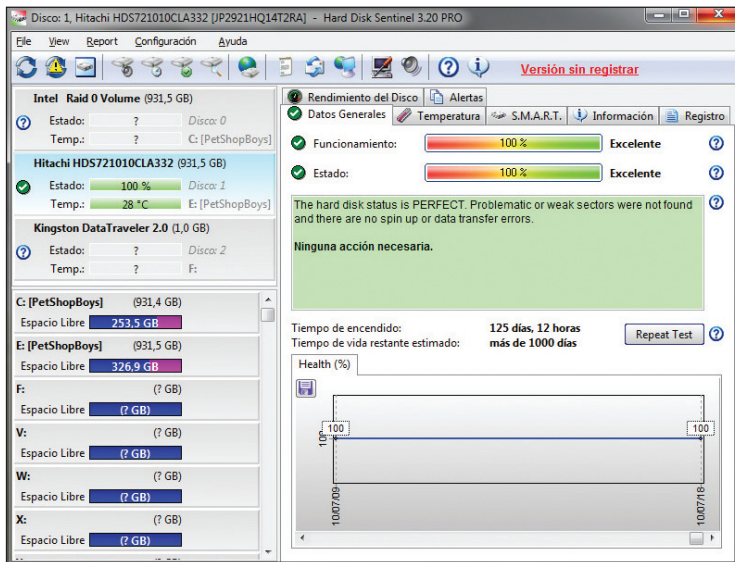 Disco: 1, Hitachi HDS721010CLA332 [JP2921HQ14T2RA] - Hard Disk Sentinel 3.20 PRO
File View Report Configuración Ayuda
Versión sin registrar
Intel Raid 0 Volume (931,5 GB)
Estado: ? Disco: 0
Temp.: ? C: [PetShopBoys]
Hitachi HDS721010CLA332 (931,5 GB)
Estado: 100 % Disco: 1
Temp.: 28 °C E: [PetShopBoys]
Kingston DataTraveler 2.0 (1,0 GB)
Estado: ? Disco: 2
Temp.: ? F:
C: [PetShopBoys] (931,4 GB)
Espacio Libre 253,5 GB
E: [PetShopBoys] (931,5 GB)
Espacio Libre 326,9 GB
F: (? GB)
Espacio Libre (? GB)
V: (? GB)
Espacio Libre (? GB)
W: (? GB)
Espacio Libre (? GB)
X: (? GB)
Espacio Libre (? GB)
Rendimiento del Disco Alertas
Datos Generales Temperatura S.M.A.R.T. Información Registro
Funcionamiento: 100 % Excelente
Estado: 100 % Excelente
The hard disk status is PERFECT. Problematic or weak sectors were not found
and there are no spin up or data transfer errors.
Ninguna acción necesaria.
Tiempo de encendido: 125 días, 12 horas
Tiempo de vida restante estimado: más de 1000 días
Repeat Test
Health (%)
100 100 100
10/07/09 10/07/18